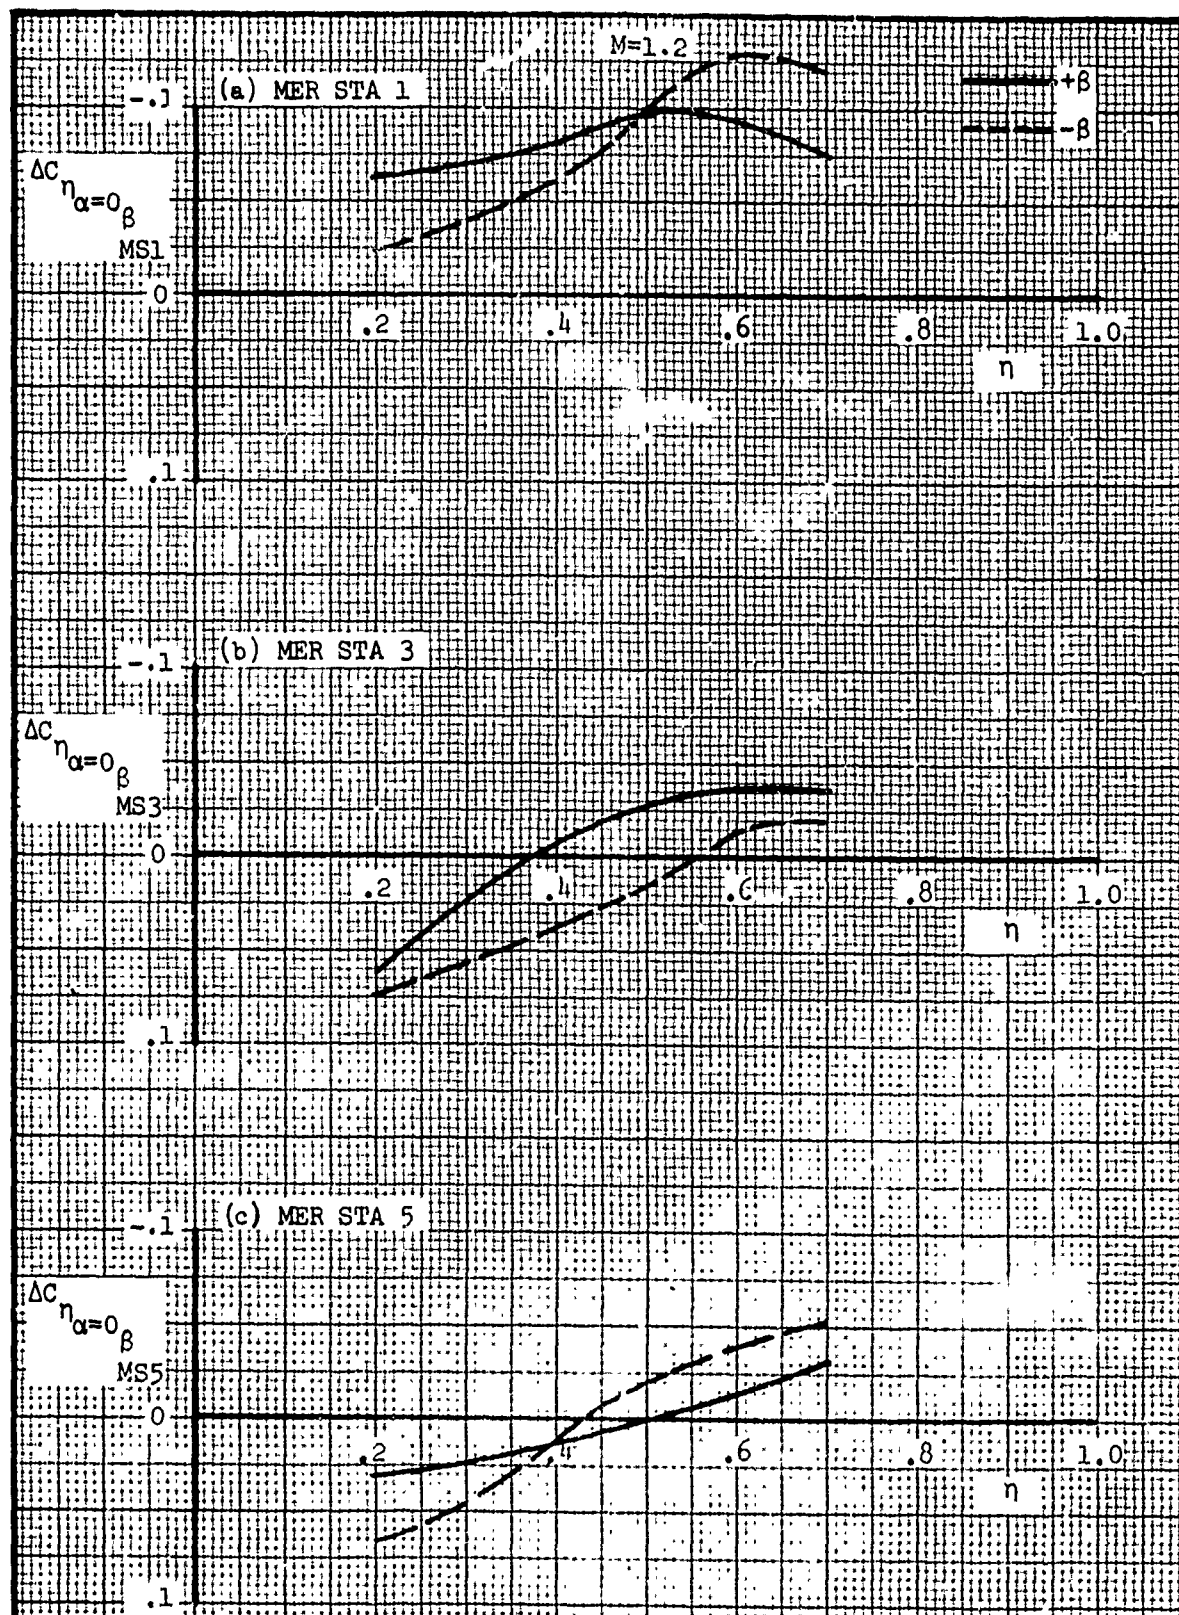 M=1.2
(a) MER STA 1
+β
-β
-.1
ΔC
η
α=0
β
MS1
0
.2 .4 .6 .8 1.0
η
.1
(b) MER STA 3
-.1
ΔC
η
α=0
β
MS3
0
.2 .4 .6 .8 1.0
η
.1
(c) MER STA 5
-.1
ΔC
η
α=0
β
MS5
0
.2 .4 .6 .8 1.0
η
.1